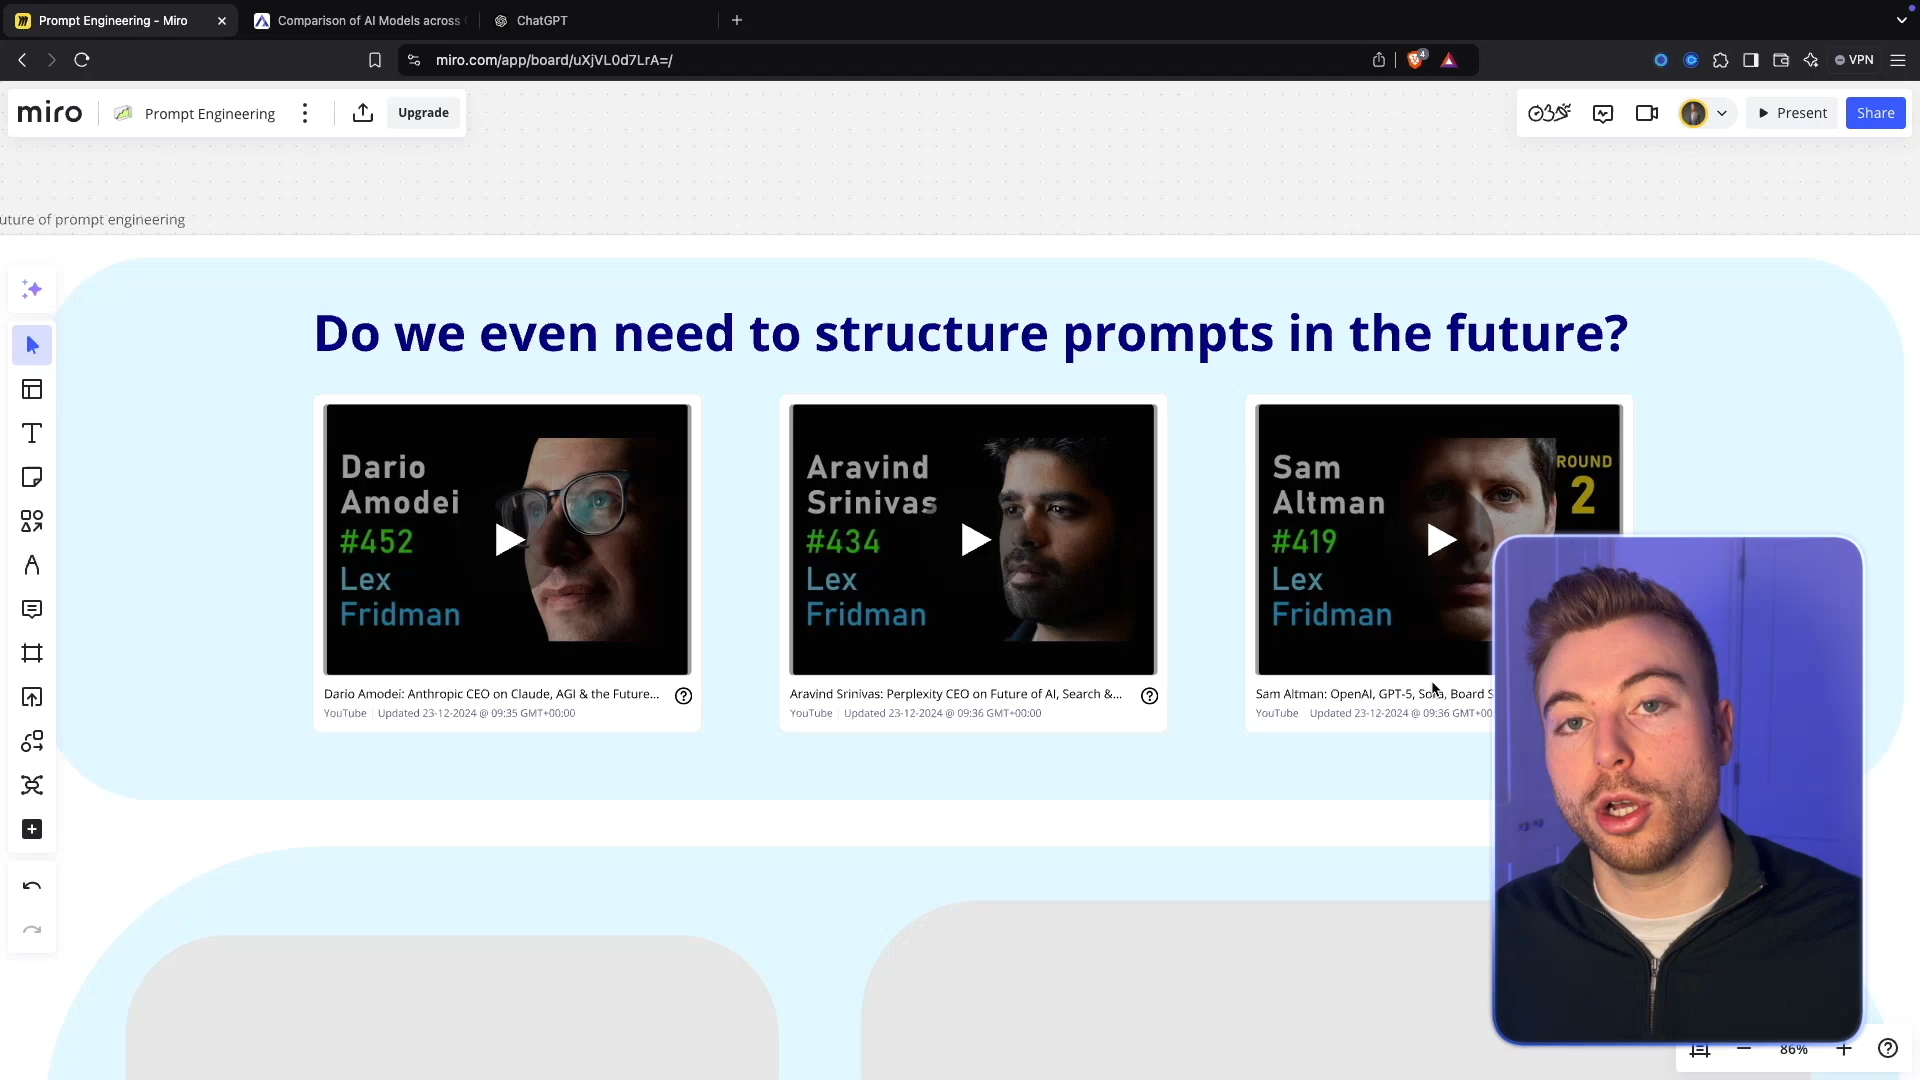 Prompt Engineering - Miro
Comparison of AI Models across
ChatGPT
miro.com/app/board/uXjVL0d7LrA=/
4
VPN
miro
Prompt Engineering
Upgrade
Present
Share
uture of prompt engineering
Do we even need to structure prompts in the future?
Dario
Amodei
#452
Lex
Fridman
Dario Amodei: Anthropic CEO on Claude, AGI & the Future...
YouTube Updated 23-12-2024 @ 09:35 GMT+00:00
Aravind
Srinivas
#434
Lex
Fridman
Aravind Srinivas: Perplexity CEO on Future of AI, Search &...
YouTube Updated 23-12-2024 @ 09:36 GMT+00:00
Sam
Altman
#419
Lex
Fridman
ROUND
2
Sam Altman: OpenAI, GPT-5, Sora, Board S
YouTube Updated 23-12-2024 @ 09:36 GMT+00:
86%